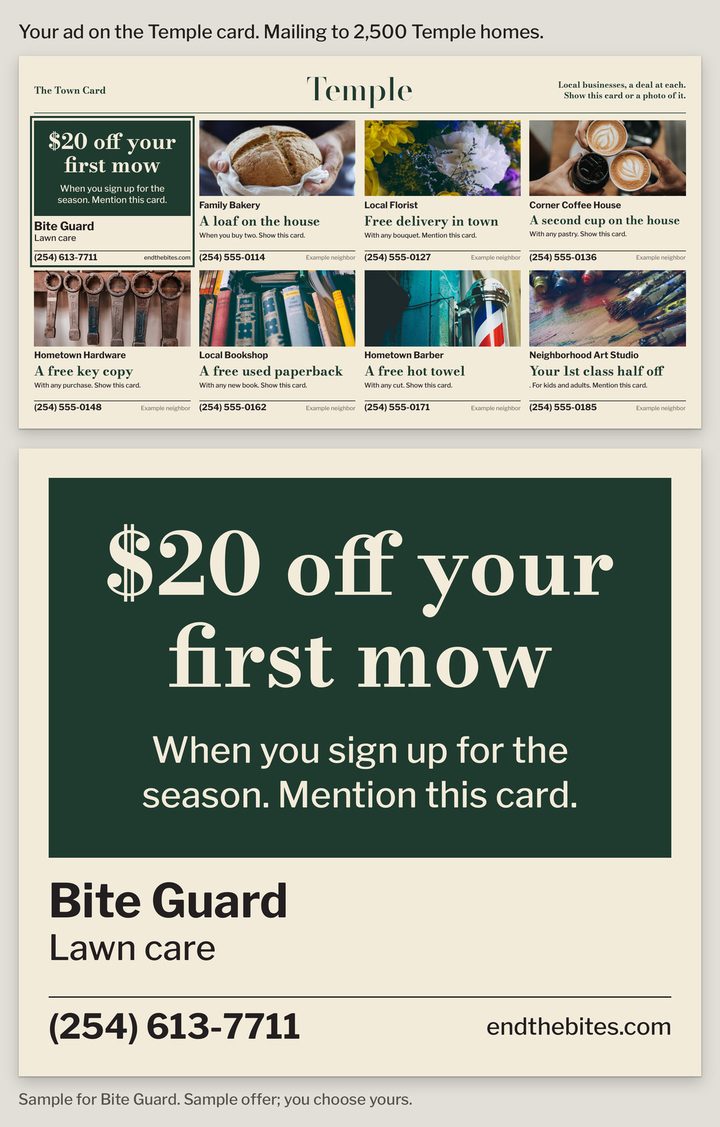 Your ad on the Temple card. Mailing to 2,500 Temple homes.
The Town Card
Temple
Local businesses, a deal at each.
Show this card or a photo of it.
$20 off your
first mow
When you sign up for the
season. Mention this card.
Bite Guard
Lawn care
(254) 613-7711
endthebites.com
Family Bakery
A loaf on the house
When you buy two. Show this card.
(254) 555-0114
Example neighbor
Local Florist
Free delivery in town
With any bouquet. Mention this card.
(254) 555-0127
Example neighbor
Corner Coffee House
A second cup on the house
With any pastry. Show this card.
(254) 555-0136
Example neighbor
Hometown Hardware
A free key copy
With any purchase. Show this card.
(254) 555-0148
Example neighbor
Local Bookshop
A free used paperback
With any new book. Show this card.
(254) 555-0162
Example neighbor
Hometown Barber
A free hot towel
With any cut. Show this card.
(254) 555-0171
Example neighbor
Neighborhood Art Studio
Your 1st class half off
. For kids and adults. Mention this card.
(254) 555-0185
Example neighbor
$20 off your
first mow
When you sign up for the
season. Mention this card.
Bite Guard
Lawn care
(254) 613-7711
endthebites.com
Sample for Bite Guard. Sample offer; you choose yours.